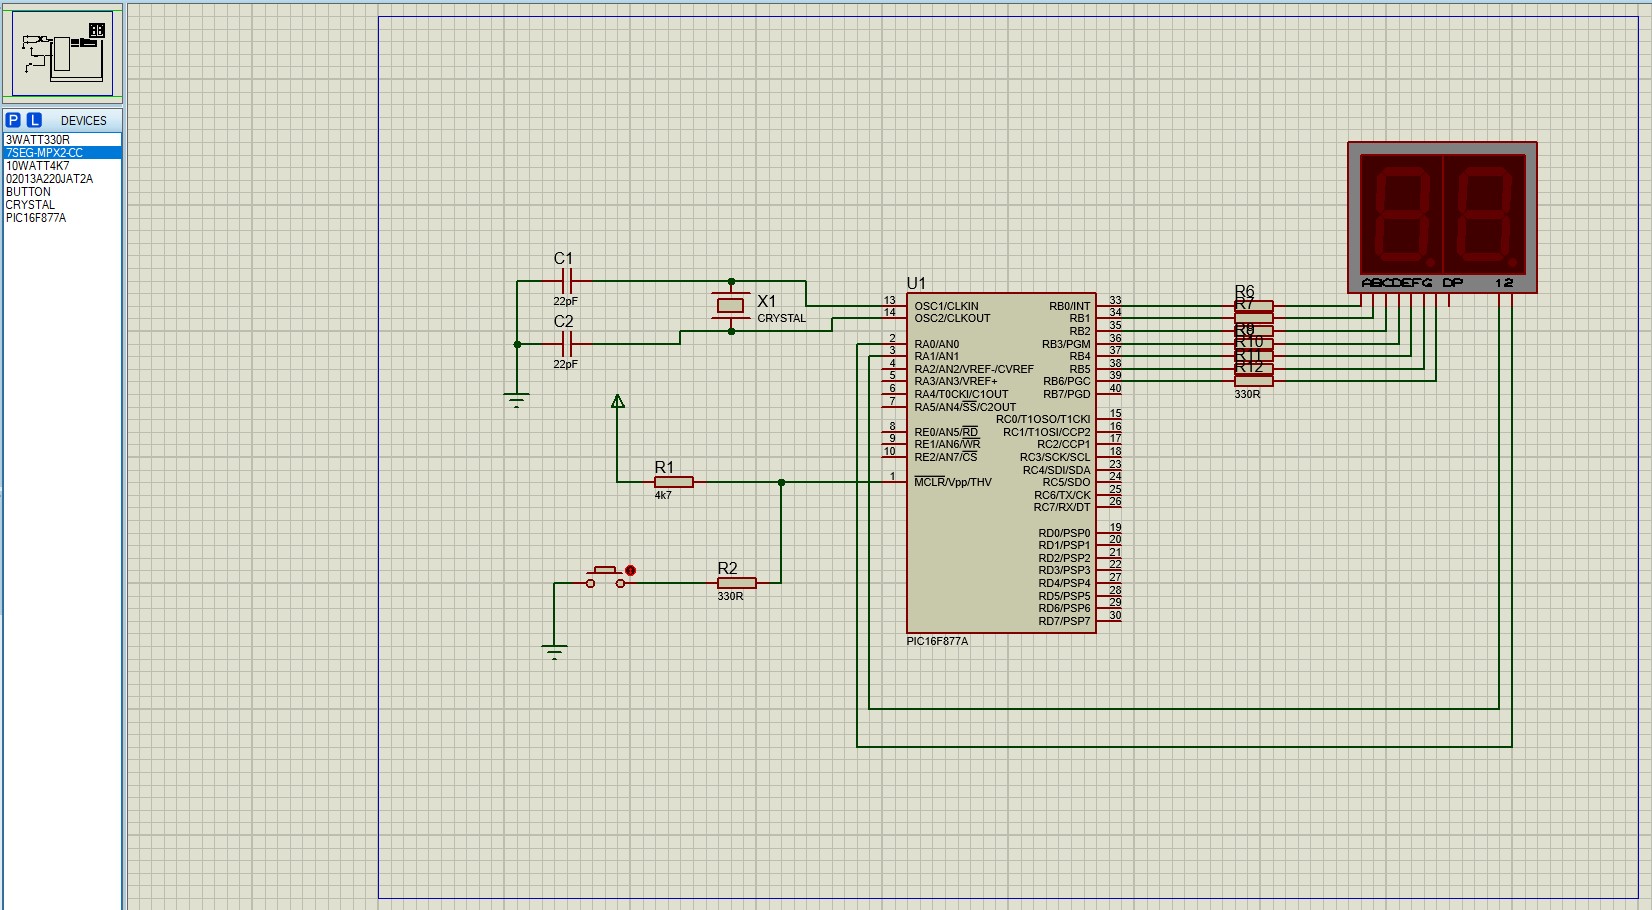 P L DEVICES
3WATT330R
7SEG-MPX2-CC
10WATT4K7
02013A220JAT2A
BUTTON
CRYSTAL
PIC16F877A
C1
22pF
C2
22pF
X1
CRYSTAL
R1
4k7
R2
330R
U1
13 OSC1/CLKIN
14 OSC2/CLKOUT
2 RA0/AN0
3 RA1/AN1
4 RA2/AN2/VREF-/CVREF
5 RA3/AN3/VREF+
6 RA4/T0CKI/C1OUT
7 RA5/AN4/SS/C2OUT
8 RE0/AN5/RD
9 RE1/AN6/WR
10 RE2/AN7/CS
1 MCLR/Vpp/THV
RB0/INT 33
RB1 34
RB2 35
RB3/PGM 36
RB4 37
RB5 38
RB6/PGC 39
RB7/PGD 40
RC0/T1OSO/T1CKI 15
RC1/T1OSI/CCP2 16
RC2/CCP1 17
RC3/SCK/SCL 18
RC4/SDI/SDA 23
RC5/SDO 24
RC6/TX/CK 25
RC7/RX/DT 26
RD0/PSP0 19
RD1/PSP1 20
RD2/PSP2 21
RD3/PSP3 22
RD4/PSP4 27
RD5/PSP5 28
RD6/PSP6 29
RD7/PSP7 30
PIC16F877A
R6
R7
R9
R10
R11
R12
330R
ABCDEFG DP 12